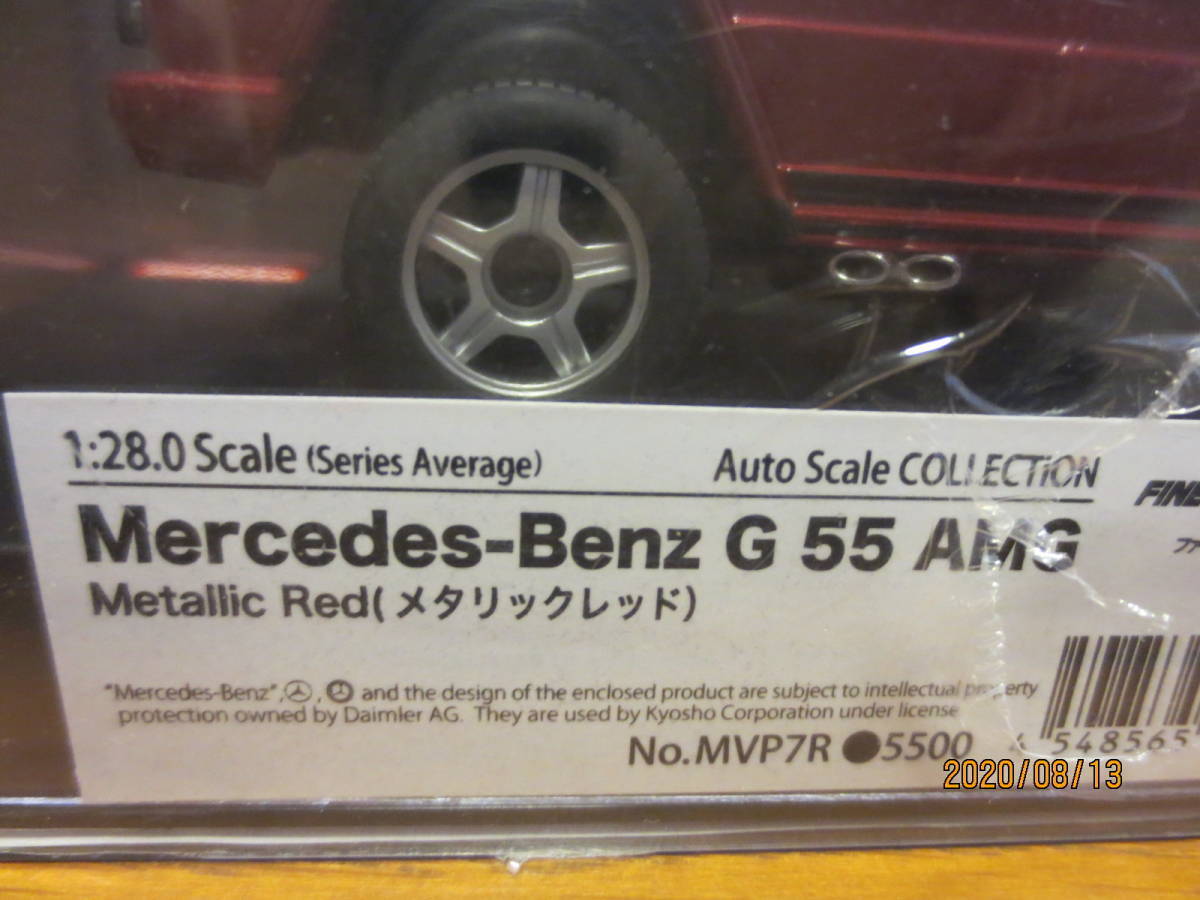 1:28.0 Scale (Series Average)
Auto Scale COLLECTION
Mercedes-Benz G 55 AMG
Metallic Red(メタリックレッド)
"Mercedes-Benz", , and the design of the enclosed product are subject to intellectual property
protection owned by Daimler AG. They are used by Kyosho Corporation under license
No.MVP7R ●5500
4 548565
2020/08/13